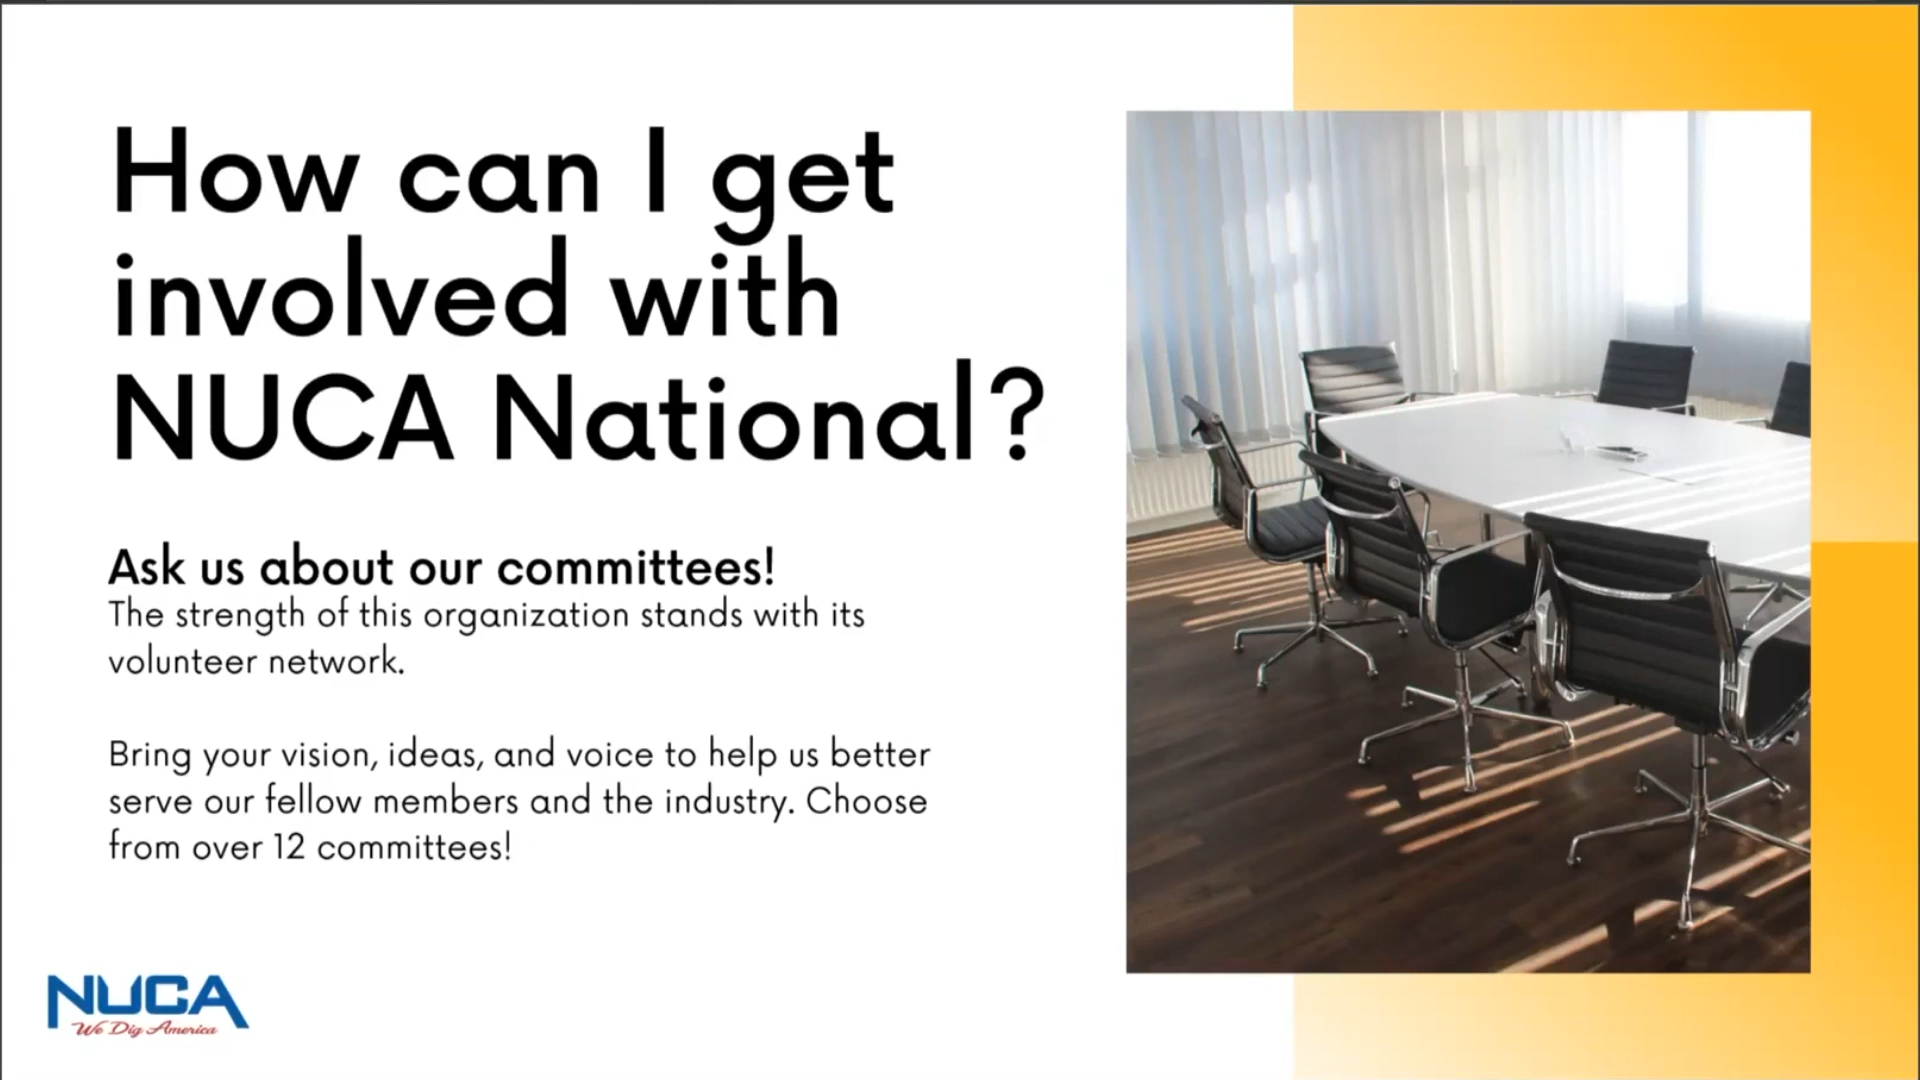 How can I get
involved with
NUCA National?
Ask us about our committees!
The strength of this organization stands with its
volunteer network.
Bring your vision, ideas, and voice to help us better
serve our fellow members and the industry. Choose
from over 12 committees!
NUCA
We Dig America